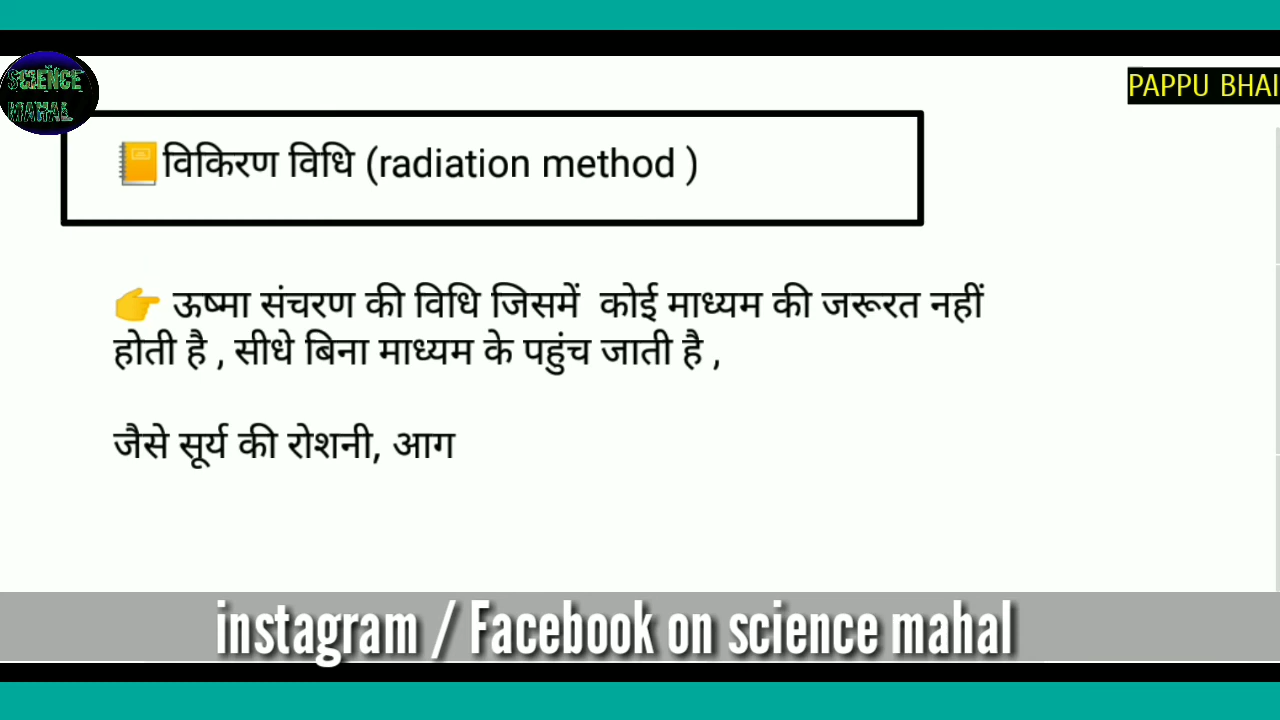 SCIENCE
MAHAL
PAPPU BHAI
📒विकिरण विधि (radiation method )
👉 ऊष्मा संचरण की विधि जिसमें  कोई माध्यम की जरूरत नहीं
होती है , सीधे बिना माध्यम के पहुंच जाती है ,
जैसे सूर्य की रोशनी, आग
instagram / Facebook on science mahal